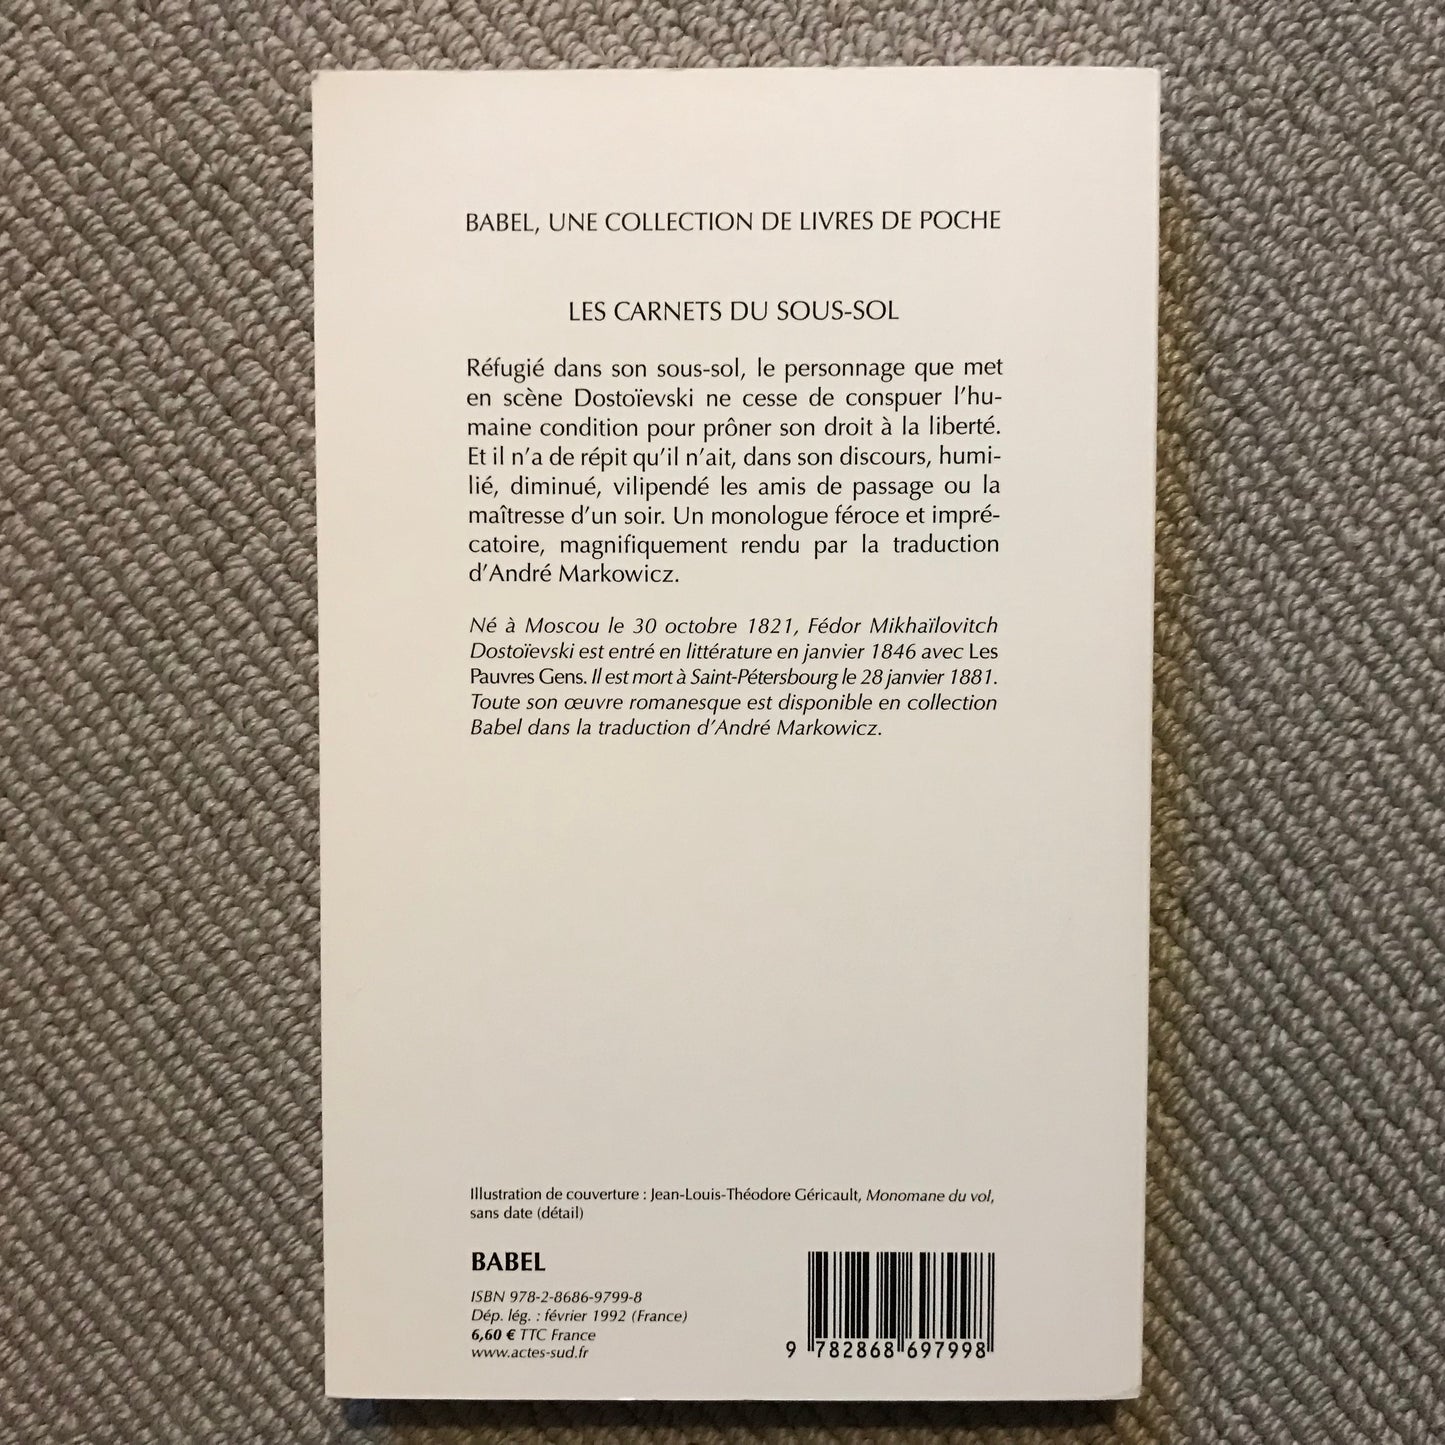 BABEL, UNE COLLECTION DE LIVRES DE POCHE
LES CARNETS DU SOUS-SOL
Réfugié dans son sous-sol, le personnage que met
en scène Dostoïevski ne cesse de conspuer l'hu-
maine condition pour prôner son droit à la liberté.
Et il n'a de répit qu'il n'ait, dans son discours, humi-
lié, diminué, vilipendé les amis de passage ou la
maîtresse d'un soir. Un monologue féroce et impré-
catoire, magnifiquement rendu par la traduction
d'André Markowicz.
Né à Moscou le 30 octobre 1821, Fédor Mikhaïlovitch
Dostoïevski est entré en littérature en janvier 1846 avec Les
Pauvres Gens. Il est mort à Saint-Pétersbourg le 28 janvier 1881.
Toute son œuvre romanesque est disponible en collection
Babel dans la traduction d'André Markowicz.
Illustration de couverture : Jean-Louis-Théodore Géricault, Monomane du vol,
sans date (détail)
BABEL
ISBN 978-2-8686-9799-8
Dép. lég. : février 1992 (France)
6,60 € TTC France
www.actes-sud.fr
9 782868 697998